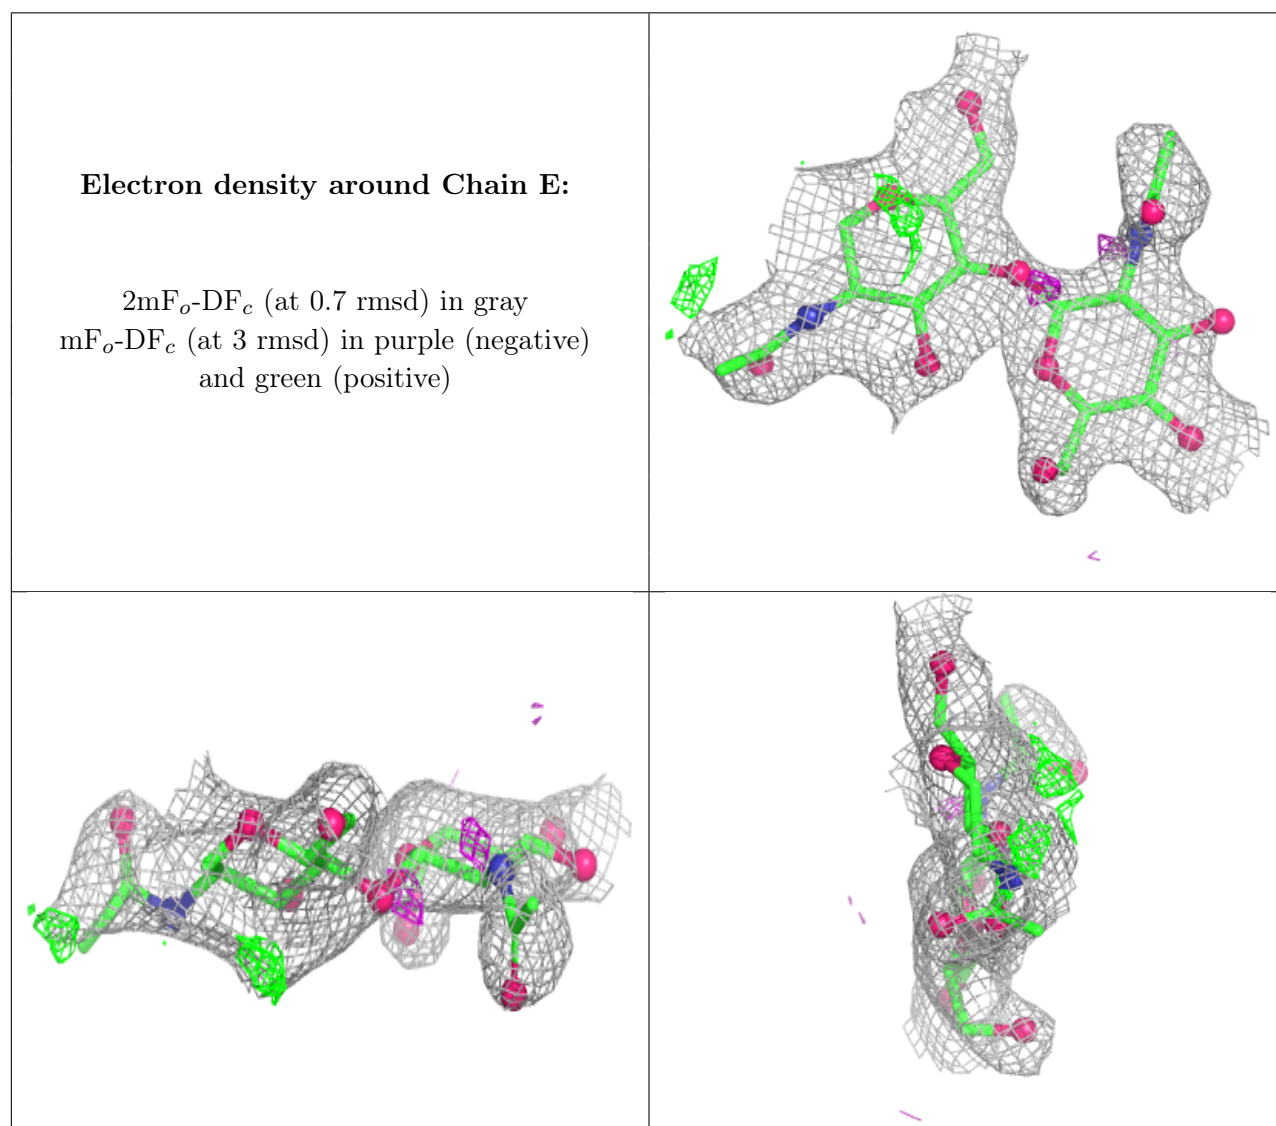 Electron density around Chain E:
2mFo-DFc (at 0.7 rmsd) in gray
mFo-DFc (at 3 rmsd) in purple (negative)
and green (positive)